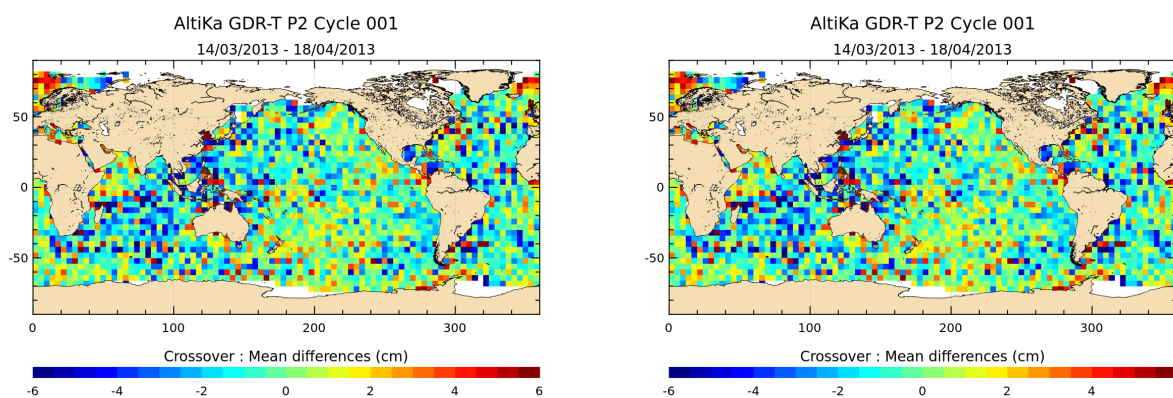 AltiKa GDR-T P2 Cycle 001
14/03/2013 - 18/04/2013
50
0
-50
0 100 200 300
Crossover : Mean differences (cm)
-6 -4 -2 0 2 4 6
AltiKa GDR-T P2 Cycle 001
14/03/2013 - 18/04/2013
50
0
-50
0 100 200 300
Crossover : Mean differences (cm)
-6 -4 -2 0 2 4